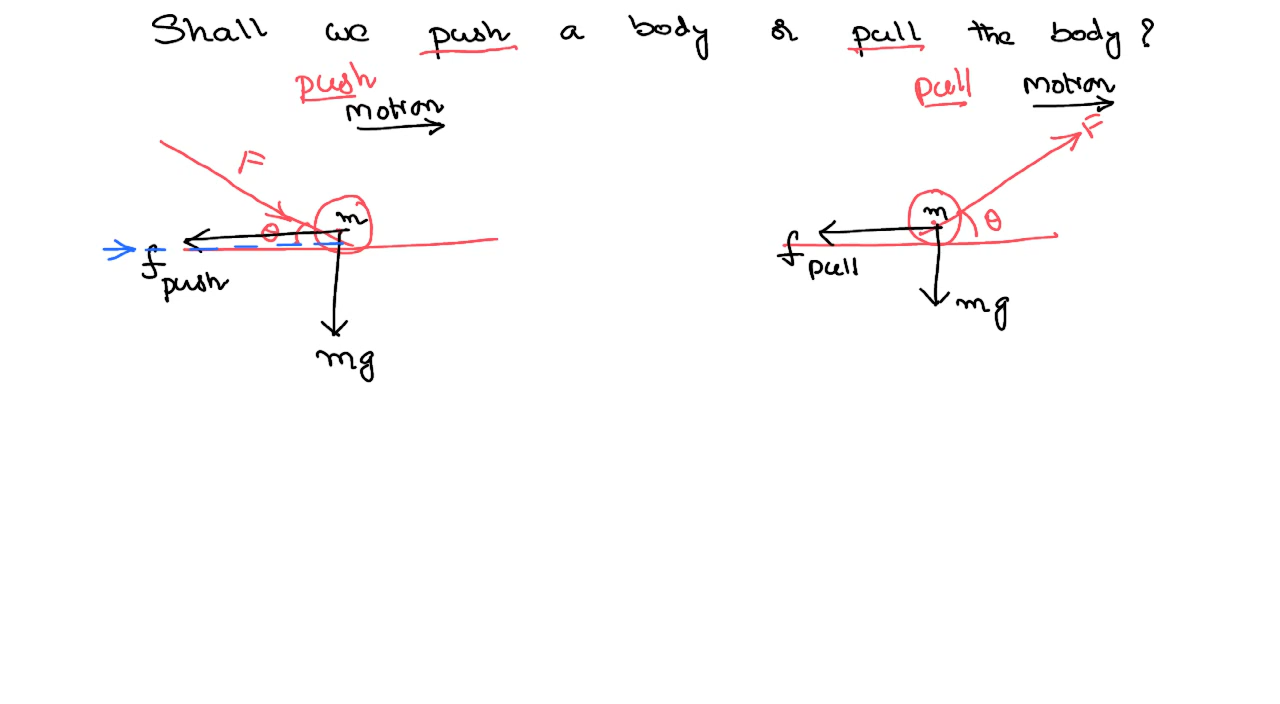 Shall we push a body or pull the body?
push pull motion
motion
F F
m m
θ θ
f push f pull
mg
mg